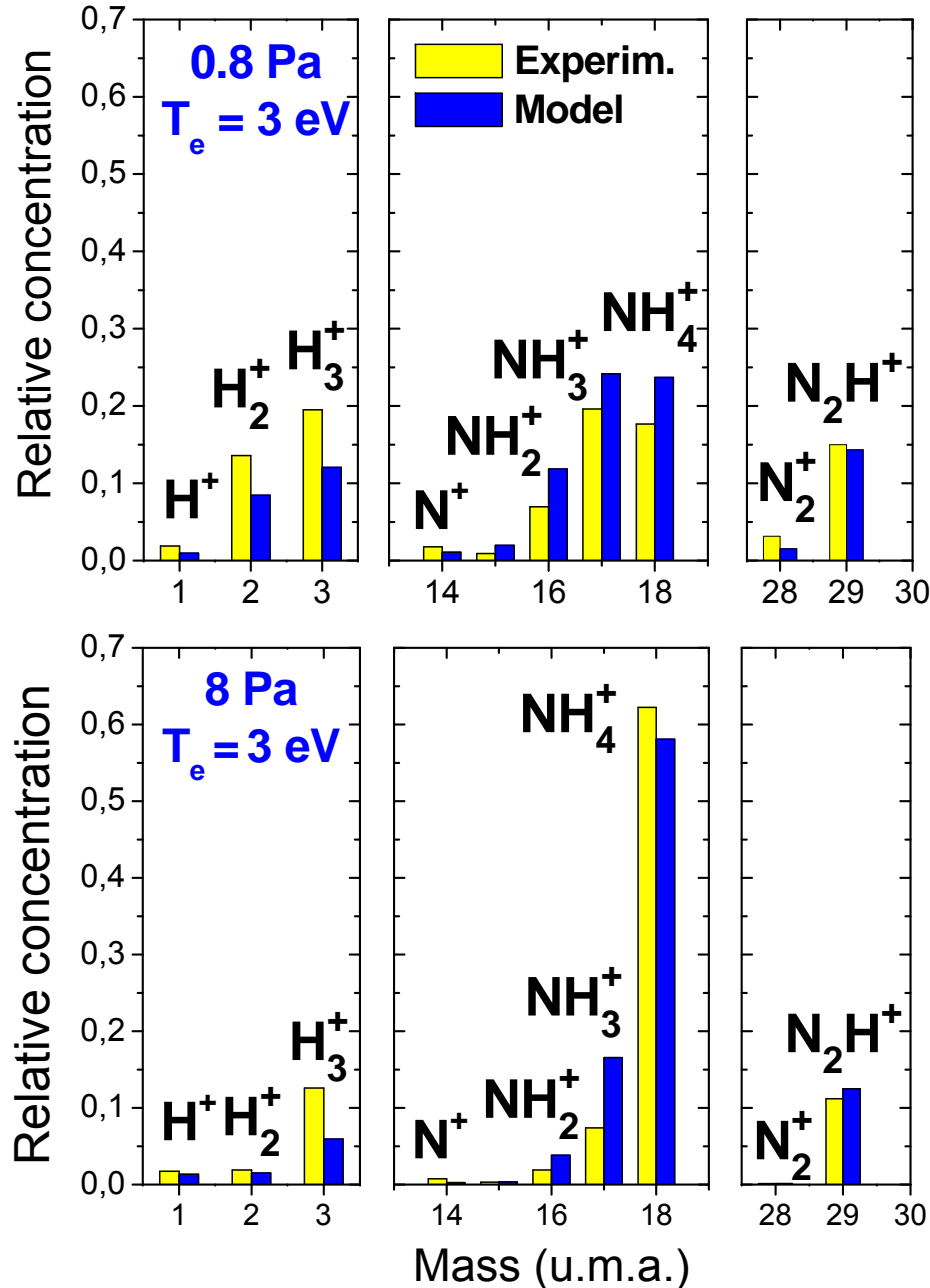 Relative concentration
0,7
0,6
0,5
0,4
0,3
0,2
0,1
0,0
0.8 Pa
T_e = 3 eV
H⁺
H₂⁺
H₃⁺
1 2 3
Experim.
Model
N⁺
NH₂⁺
NH₃⁺
NH₄⁺
14 16 18
N₂⁺
N₂H⁺
28 29 30
Relative concentration
0,7
0,6
0,5
0,4
0,3
0,2
0,1
0,0
8 Pa
T_e = 3 eV
H⁺
H₂⁺
H₃⁺
1 2 3
N⁺
NH₂⁺
NH₃⁺
NH₄⁺
14 16 18
N₂⁺
N₂H⁺
28 29 30
Mass (u.m.a.)